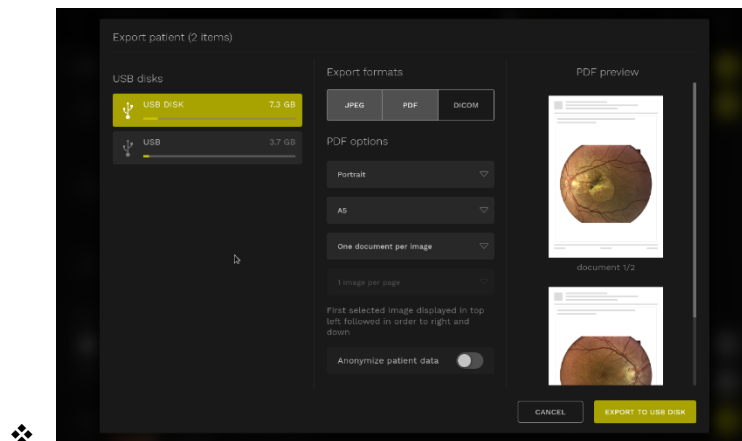 Export patient (2 items)
USB disks
USB DISK 7.3 GB
USB 3.7 GB
Export formats
JPEG PDF DICOM
PDF options
Portrait
A5
One document per image
1 image per page
First selected image displayed in top
left followed in order to right and
down
Anonymize patient data
PDF preview
document 1/2
CANCEL EXPORT TO USB DISK